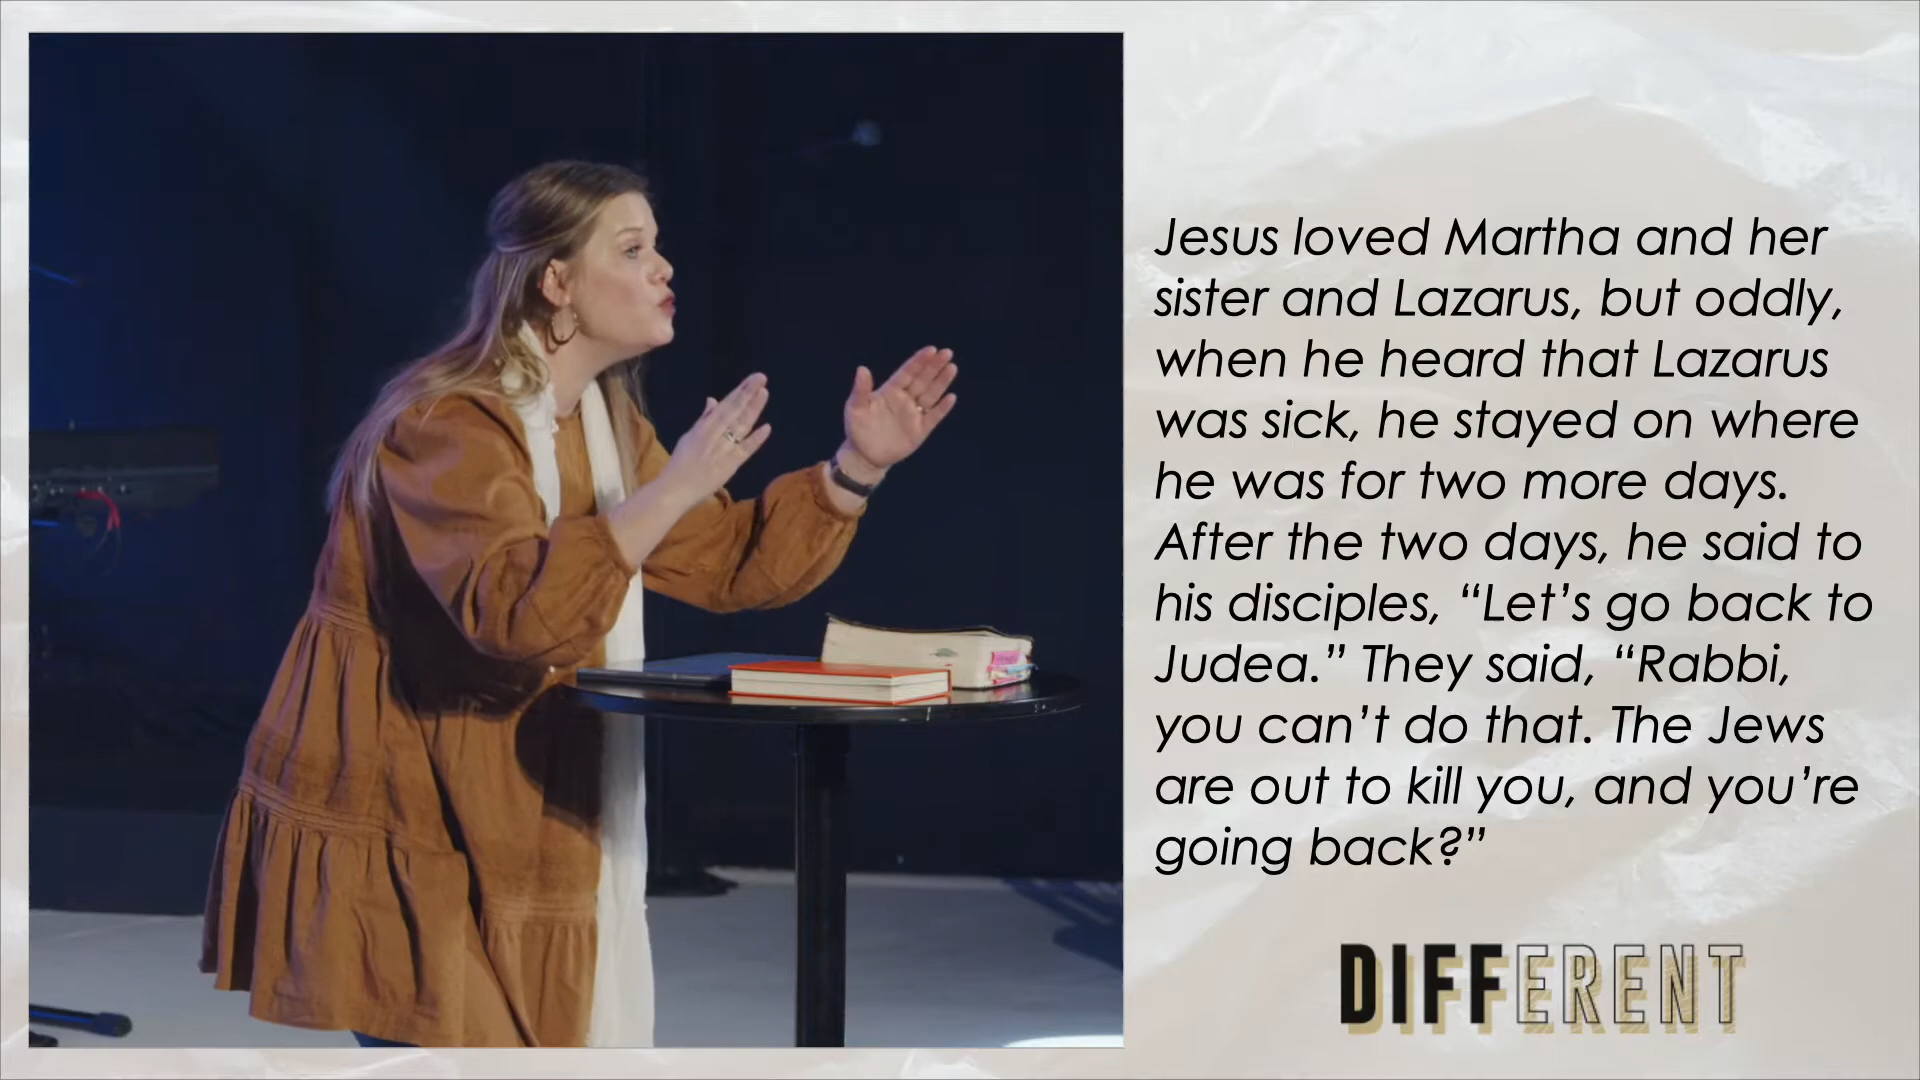 Jesus loved Martha and her
sister and Lazarus, but oddly,
when he heard that Lazarus
was sick, he stayed on where
he was for two more days.
After the two days, he said to
his disciples, “Let’s go back to
Judea.” They said, “Rabbi,
you can’t do that. The Jews
are out to kill you, and you’re
going back?”
DIFFERENT